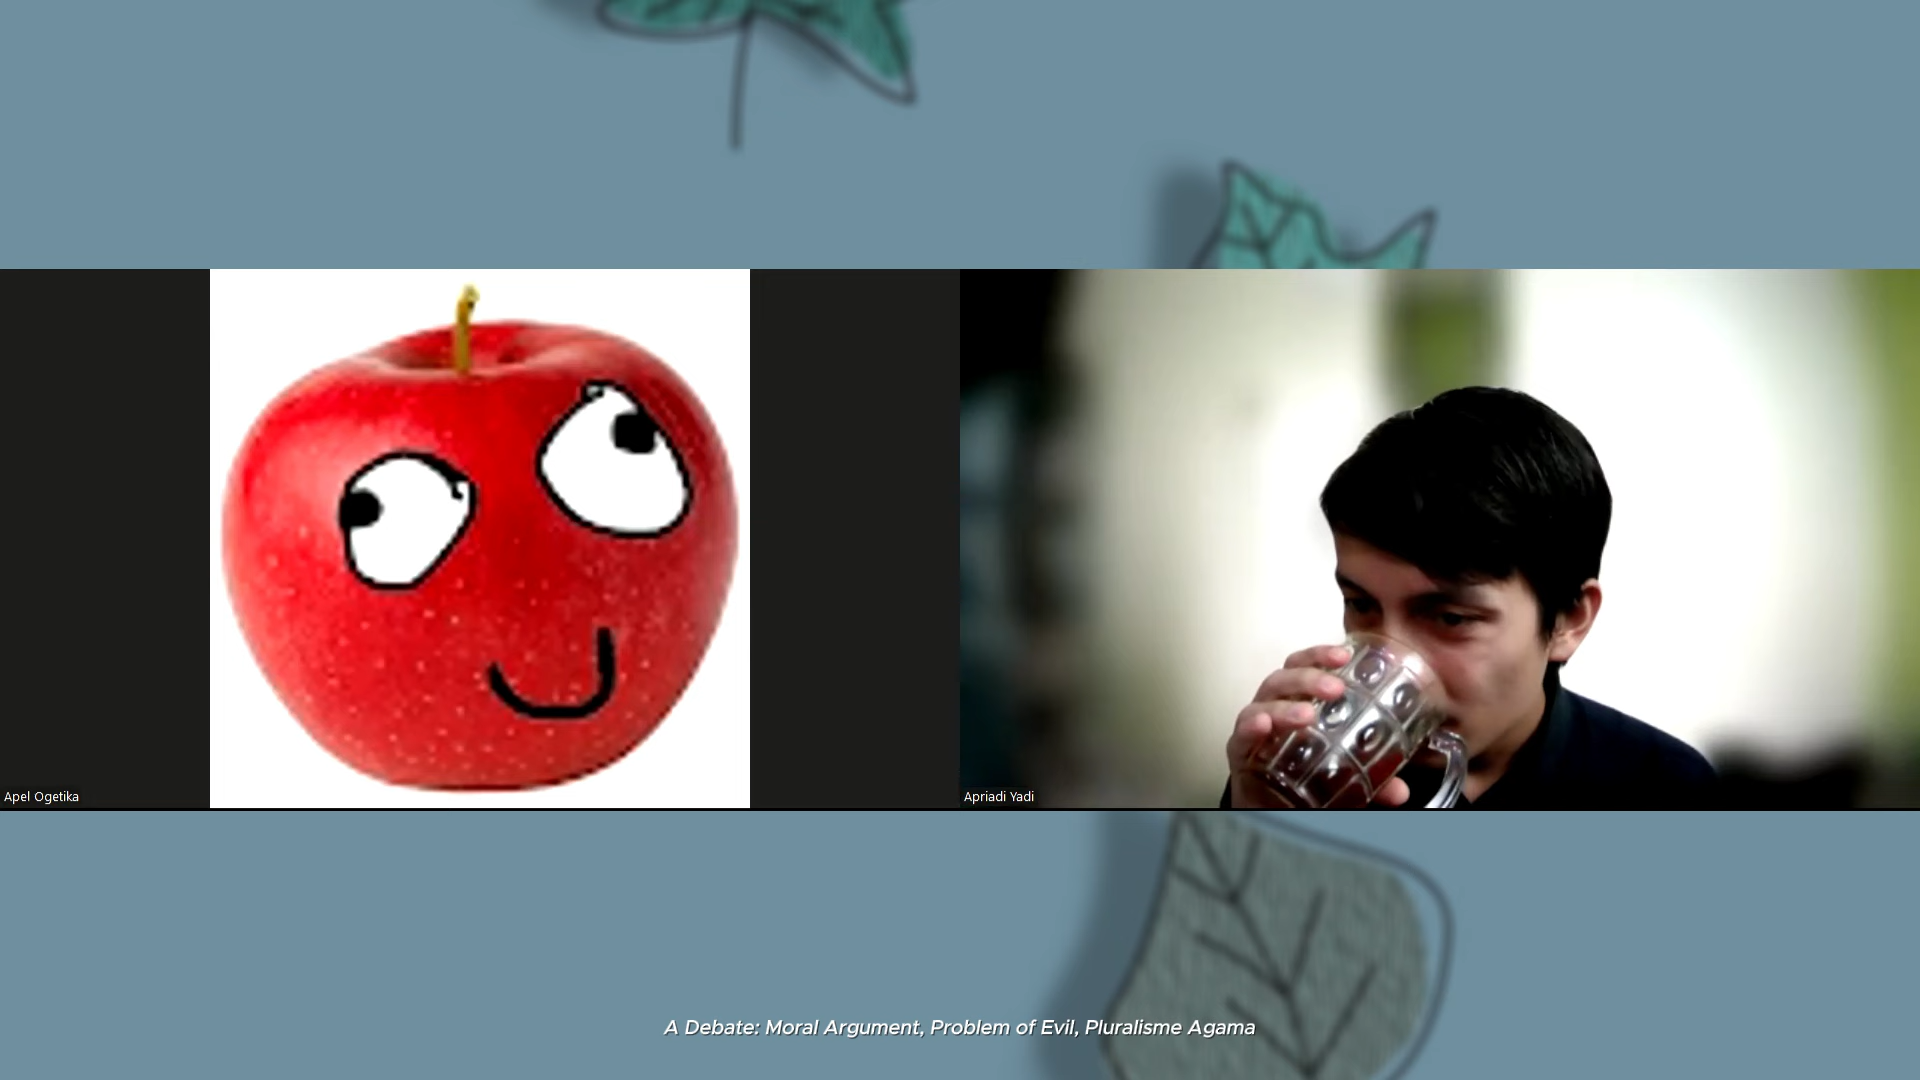 Apel Ogetika
Apriadi Yadi
A Debate: Moral Argument, Problem of Evil, Pluralisme Agama